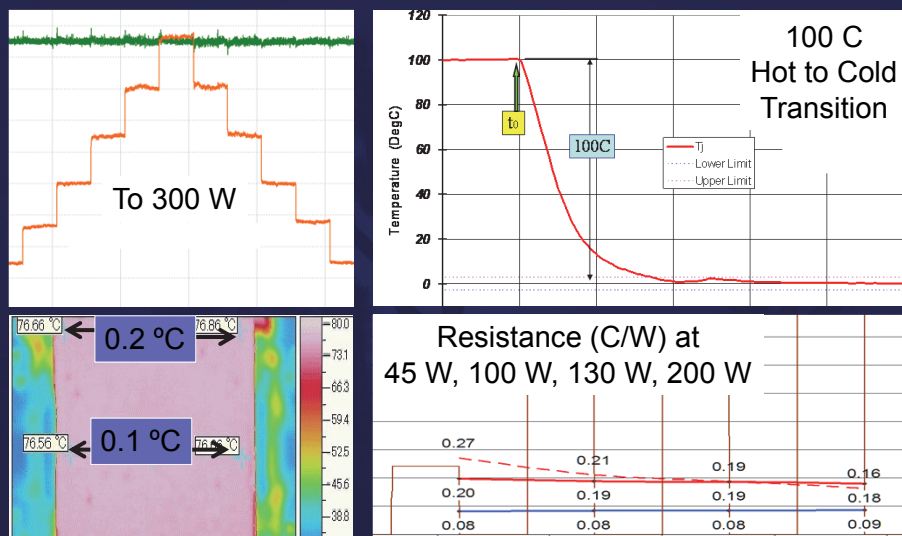 To 300 W
100 C
Hot to Cold
Transition
Temperature (DegC)
120
100
80
60
40
20
0
t0
100C
Tj
Lower Limit
Upper Limit
76.66 °C
0.2 °C
76.86 °C
76.56 °C
0.1 ºC
80.0
73.1
66.3
59.4
52.5
45.6
38.8
Resistance (C/W) at
45 W, 100 W, 130 W, 200 W
0.27
0.21
0.19
0.16
0.20
0.19
0.19
0.18
0.08
0.08
0.08
0.09